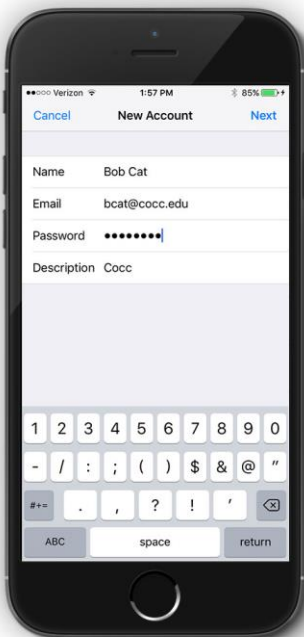 ●●○○○ Verizon 1:57 PM 85%
Cancel New Account Next
Name Bob Cat
Email bcat@cocc.edu
Password ●●●●●●●●
Description Cocc
1 2 3 4 5 6 7 8 9 0
- / : ; ( ) $ & @ "
#+= . , ? ! '
ABC space return